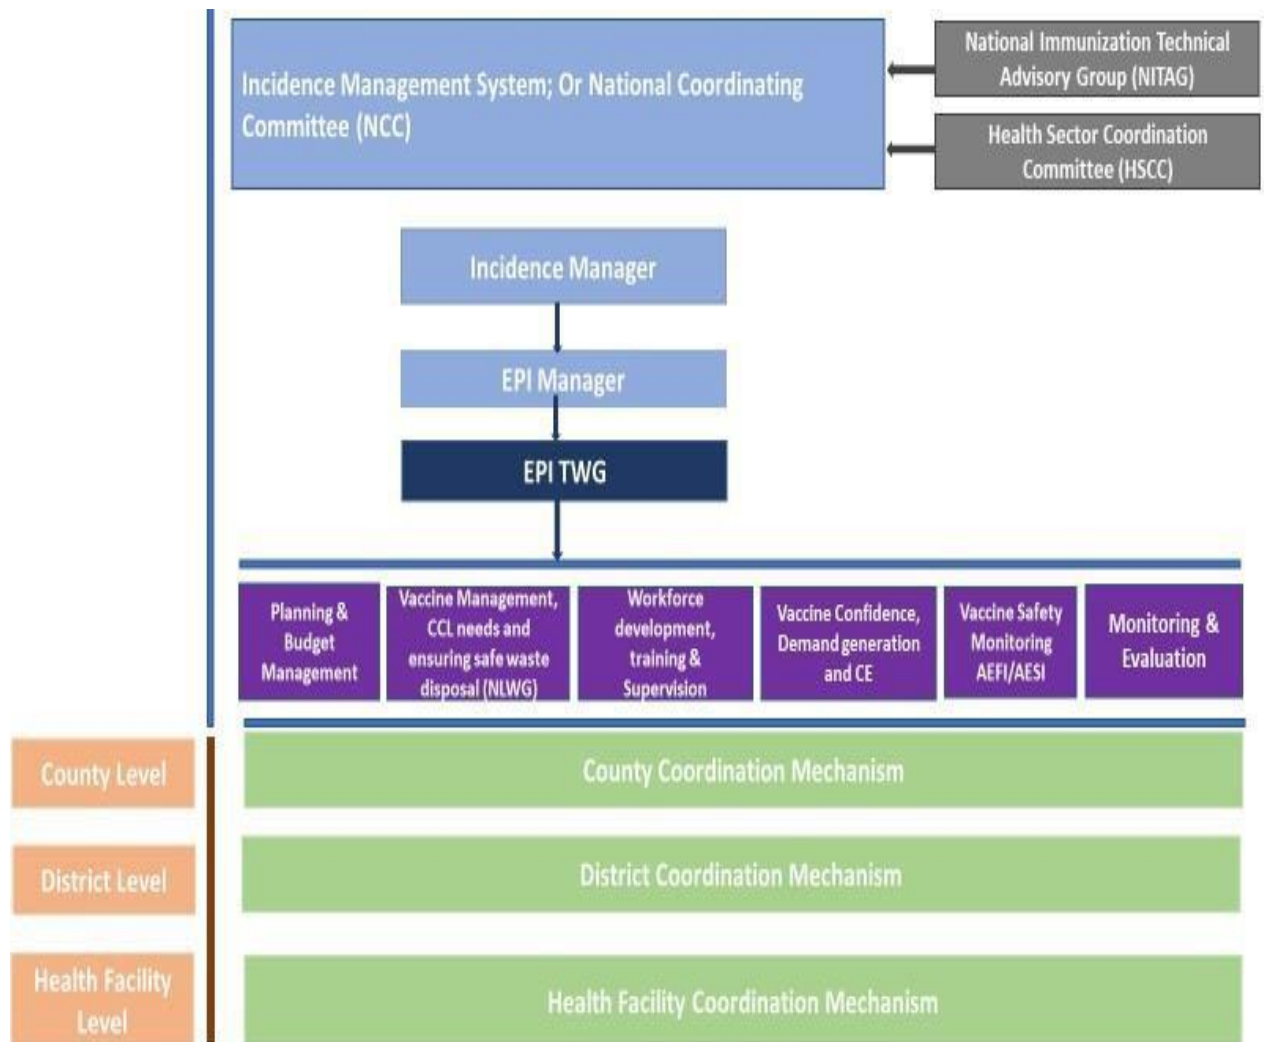 Incidence Management System; Or National Coordinating
Committee (NCC)
National Immunization Technical
Advisory Group (NITAG)
Health Sector Coordination
Committee (HSCC)
Incidence Manager
EPI Manager
EPI TWG
Planning &
Budget
Management
Vaccine Management,
CCL needs and
ensuring safe waste
disposal (NLWG)
Workforce
development,
training &
Supervision
Vaccine Confidence,
Demand generation
and CE
Vaccine Safety
Monitoring
AEFI/AESI
Monitoring &
Evaluation
County Level
County Coordination Mechanism
District Level
District Coordination Mechanism
Health Facility
Level
Health Facility Coordination Mechanism